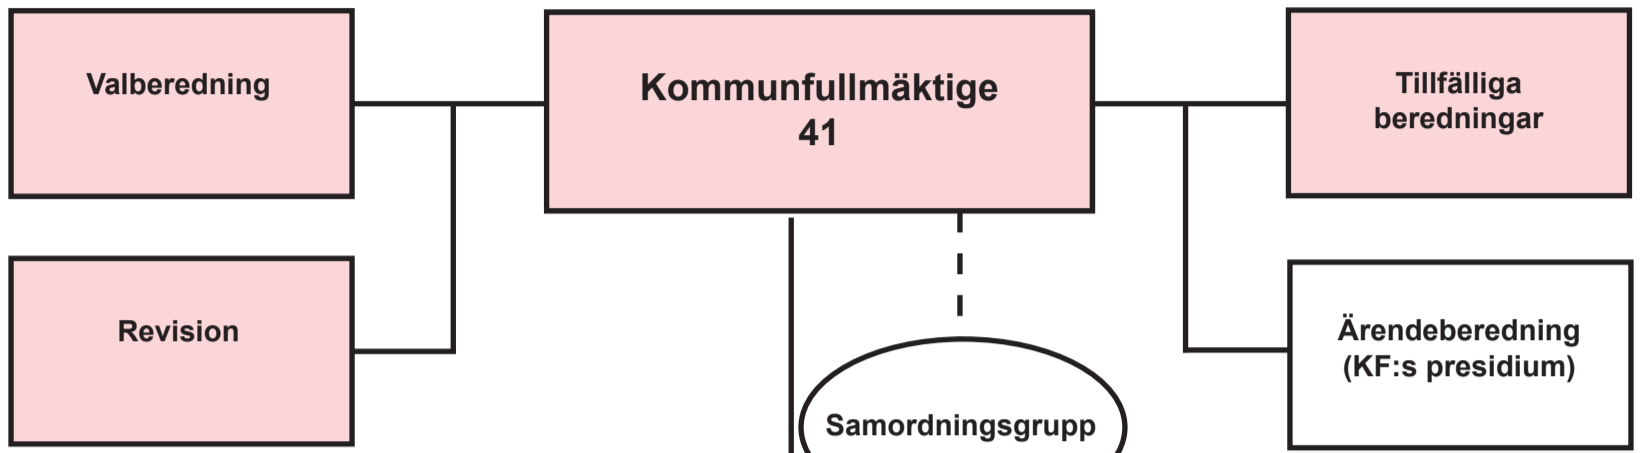 Valberedning
Kommunfullmäktige
41
Tillfälliga
beredningar
Revision
Ärendeberedning
(KF:s presidium)
Samordningsgrupp